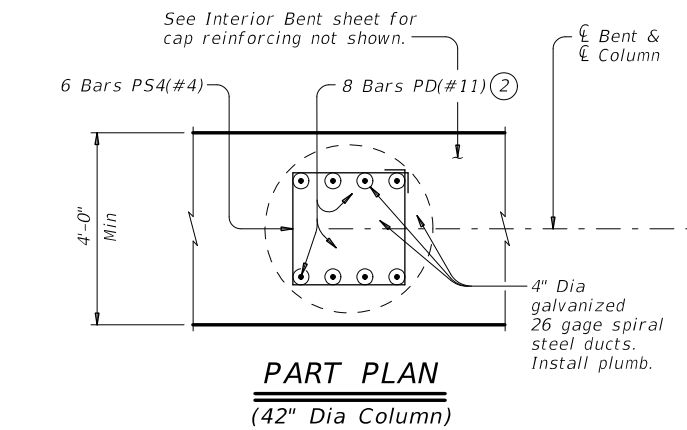 See Interior Bent sheet for
cap reinforcing not shown.
℄ Bent &
℄ Column
6 Bars PS4(#4)
8 Bars PD(#11) 2
4'-0"
Min
4" Dia
galvanized
26 gage spiral
steel ducts.
Install plumb.
PART PLAN
(42" Dia Column)